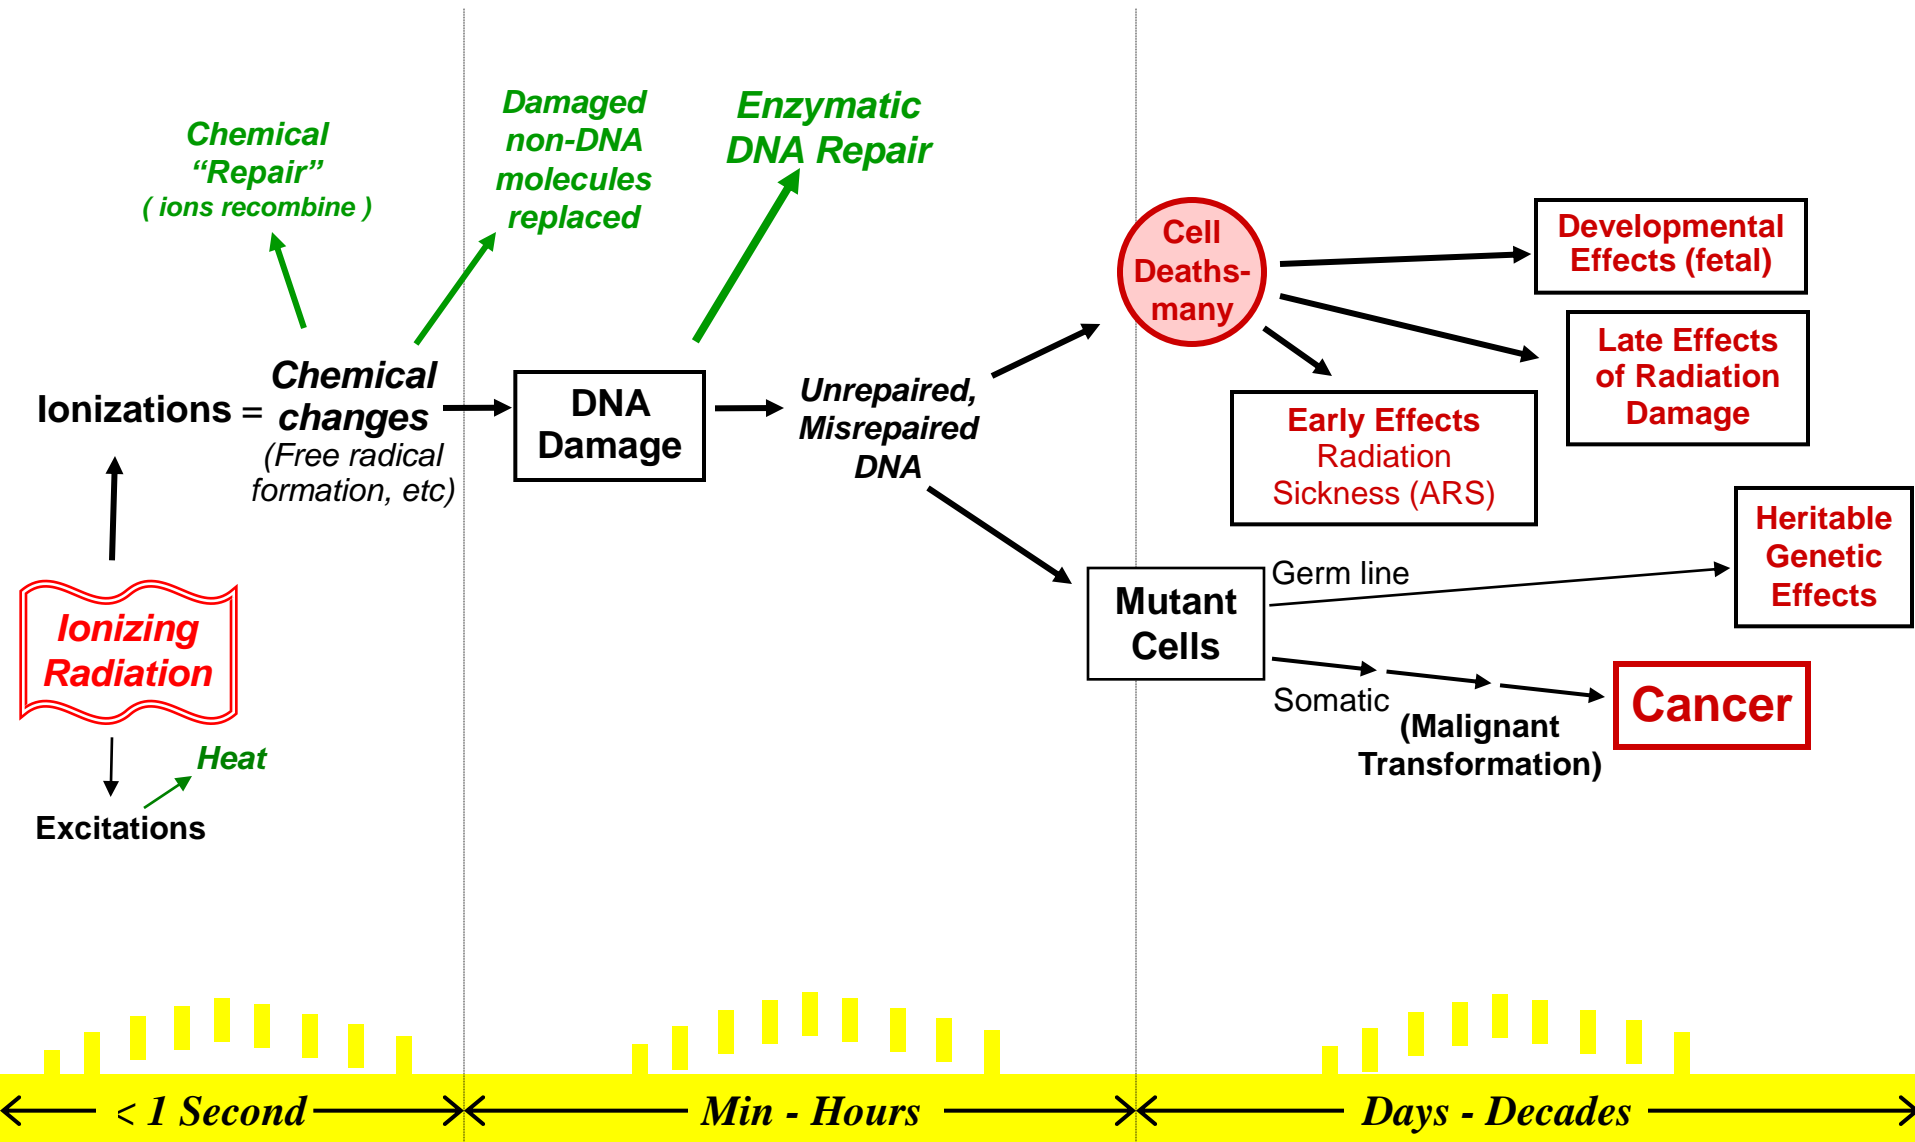 Chemical
“Repair”
( ions recombine )
Damaged
non-DNA
molecules
replaced
Enzymatic
DNA Repair
Cell
Deaths-
many
Developmental
Effects (fetal)
Late Effects
of Radiation
Damage
Early Effects
Radiation
Sickness (ARS)
Ionizations =
Chemical
changes
(Free radical
formation, etc)
DNA
Damage
Unrepaired,
Misrepaired
DNA
Ionizing
Radiation
Heat
Excitations
Mutant
Cells
Germ line
Heritable
Genetic
Effects
Somatic
(Malignant
Transformation)
Cancer
< 1 Second
Min - Hours
Days - Decades